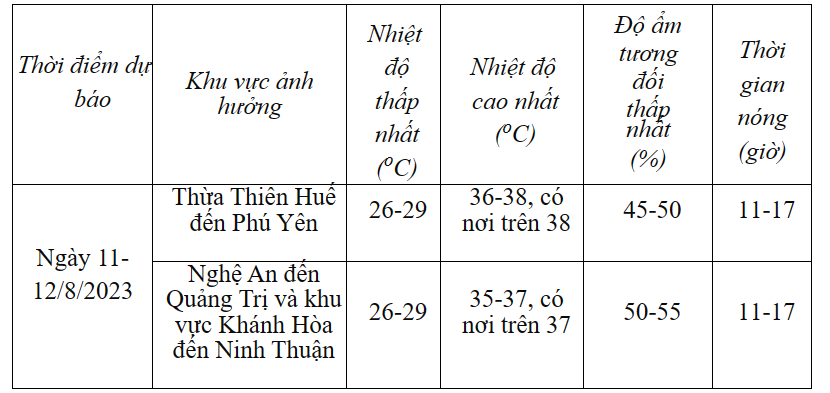 Thời điểm dự
báo
Khu vực ảnh
hưởng
Nhiệt
độ
thấp
nhất
(ºC)
Nhiệt độ
cao nhất
(ºC)
Độ ẩm
tương
đối
thấp
nhất
(%)
Thời
gian
nóng
(giờ)
Ngày 11-
12/8/2023
Thừa Thiên Huế
đến Phú Yên
26-29
36-38, có
nơi trên 38
45-50
11-17
Nghệ An đến
Quảng Trị và khu
vực Khánh Hòa
đến Ninh Thuận
26-29
35-37, có
nơi trên 37
50-55
11-17